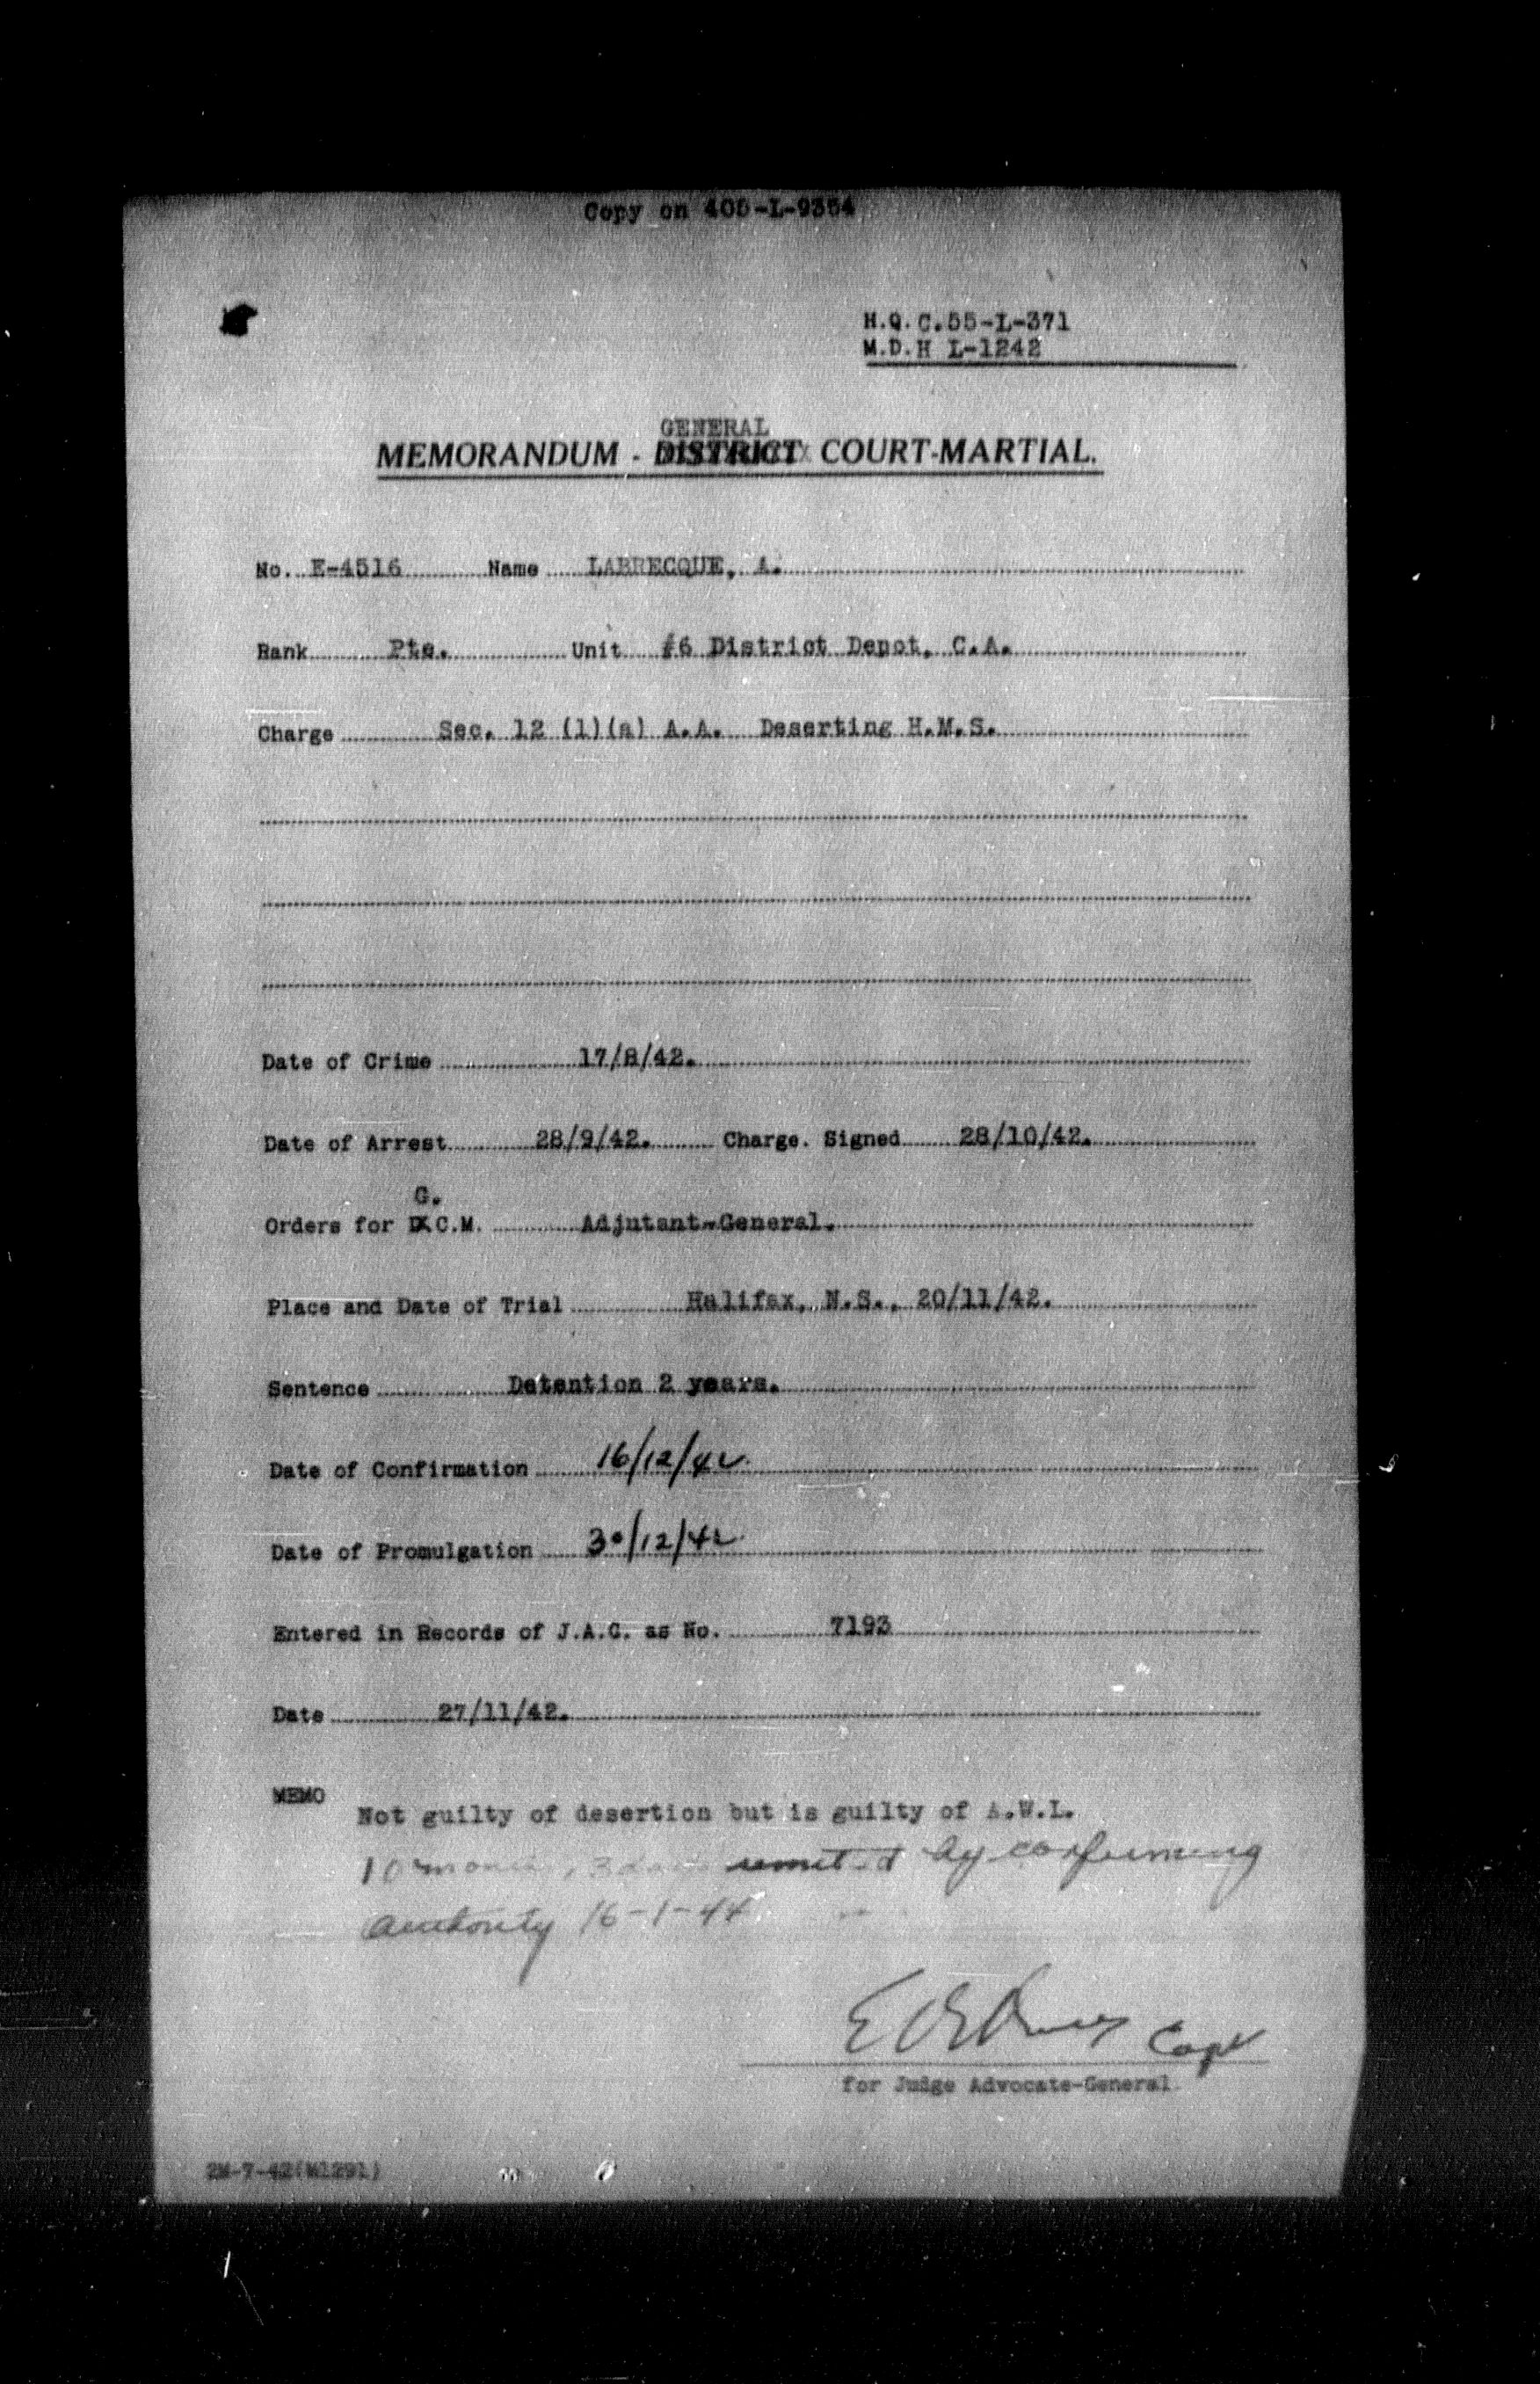 Copy on 405-L-9354
H.Q.C.55-L-371
M.D.H L-1242
GENERAL
MEMORANDUM - DISTRICT COURT-MARTIAL.
No. E-4516 Name LABRECQUE, A.
Rank Pte. Unit #6 District Depot, C.A.
Charge Sec. 12 (1)(a) A.A. Deserting H.M.S.
Date of Crime 17/8/42.
Date of Arrest 28/9/42. Charge. Signed 28/10/42.
G.
Orders for D.C.M. Adjutant-General.
Place and Date of Trial Halifax, N.S., 20/11/42.
Sentence Detention 2 years.
Date of Confirmation 16/12/42.
Date of Promulgation 30/12/42
Entered in Records of J.A.G. as No. 7193
Date 27/11/42.
MEMO
Not guilty of desertion but is guilty of A.W.L.
10 months, 3 days remitted by confirming
authority 16-1-44
Capt
for Judge Advocate-General
2M-7-42(M1291)